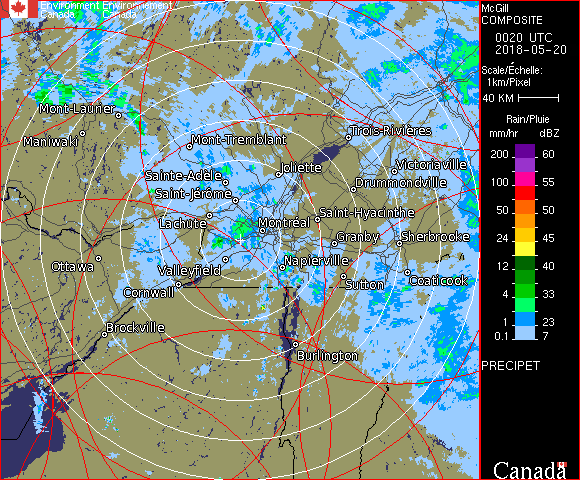 Environment Environnement
Canada Canada
McGill
COMPOSITE
0020 UTC
2018-05-20
Scale/Échelle:
1km/Pixel
40 KM
Rain/Pluie
mm/hr dBZ
200 60
100 55
50 50
24 45
12 40
4 33
1 23
0.1 7
PRECIPET
Canada
Mont-Laurier
Maniwaki
Mont-Tremblant
Trois-Rivières
Sainte-Adèle
Joliette
Victoriaville
Saint-Jérôme
Drummondville
Lachute
Montréal
Saint-Hyacinthe
Granby
Sherbrooke
Ottawa
Valleyfield
Napierville
Cornwall
Sutton
Coaticook
Brockville
Burlington